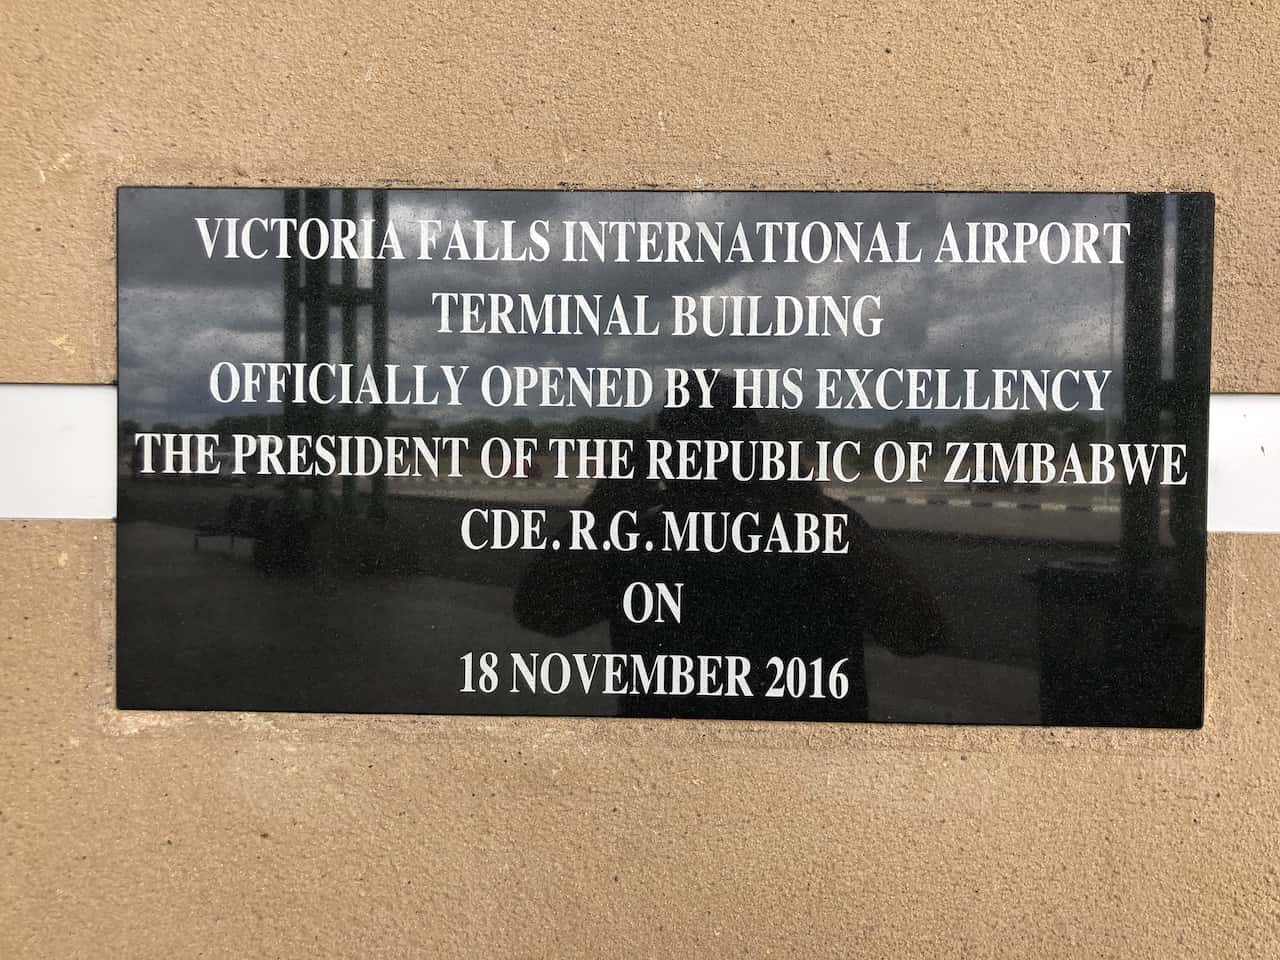 VICTORIA FALLS INTERNATIONAL AIRPORT
TERMINAL BUILDING
OFFICIALLY OPENED BY HIS EXCELLENCY
THE PRESIDENT OF THE REPUBLIC OF ZIMBABWE
CDE. R.G. MUGABE
ON
18 NOVEMBER 2016